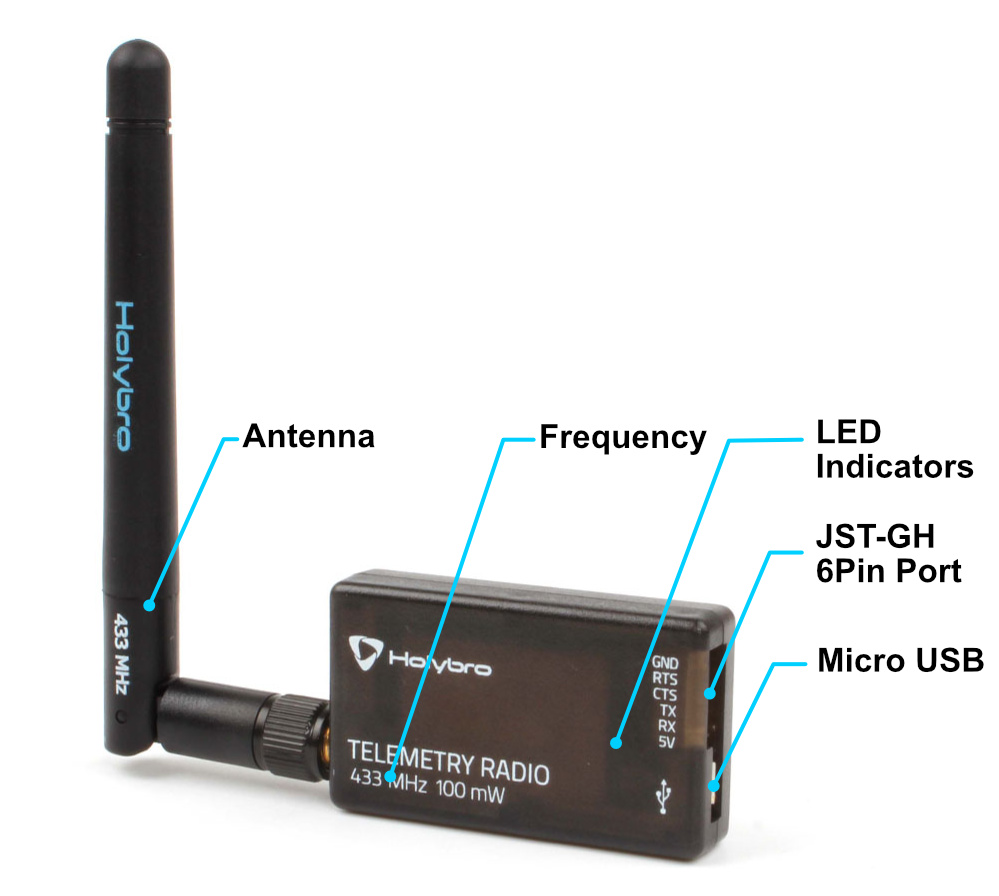 Holybro
433 MHz
Antenna
Frequency
LED
Indicators
JST-GH
6Pin Port
Micro USB
Holybro
GND
RTS
CTS
TX
RX
5V
TELEMETRY RADIO
433 MHz 100 mW